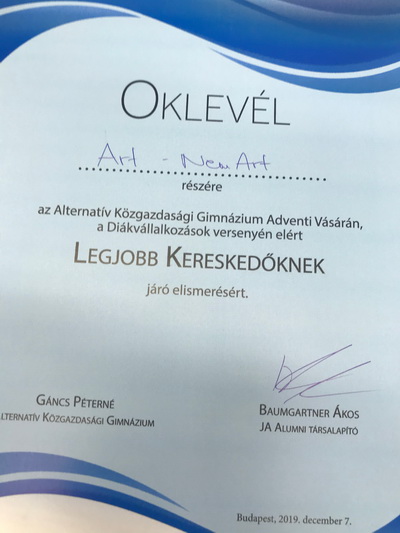 OKLEVÉL
Art - Nem Art
részére
az Alternatív Közgazdasági Gimnázium Adventi Vásárán,
a Diákvállalkozások versenyén elért
LEGJOBB KERESKEDŐKNEK
járó elismerésért.
GÁNCS PÉTERNÉ
ALTERNATÍV KÖZGAZDASÁGI GIMNÁZIUM
BAUMGARTNER ÁKOS
JA ALUMNI TÁRSALAPÍTÓ
Budapest, 2019. december 7.